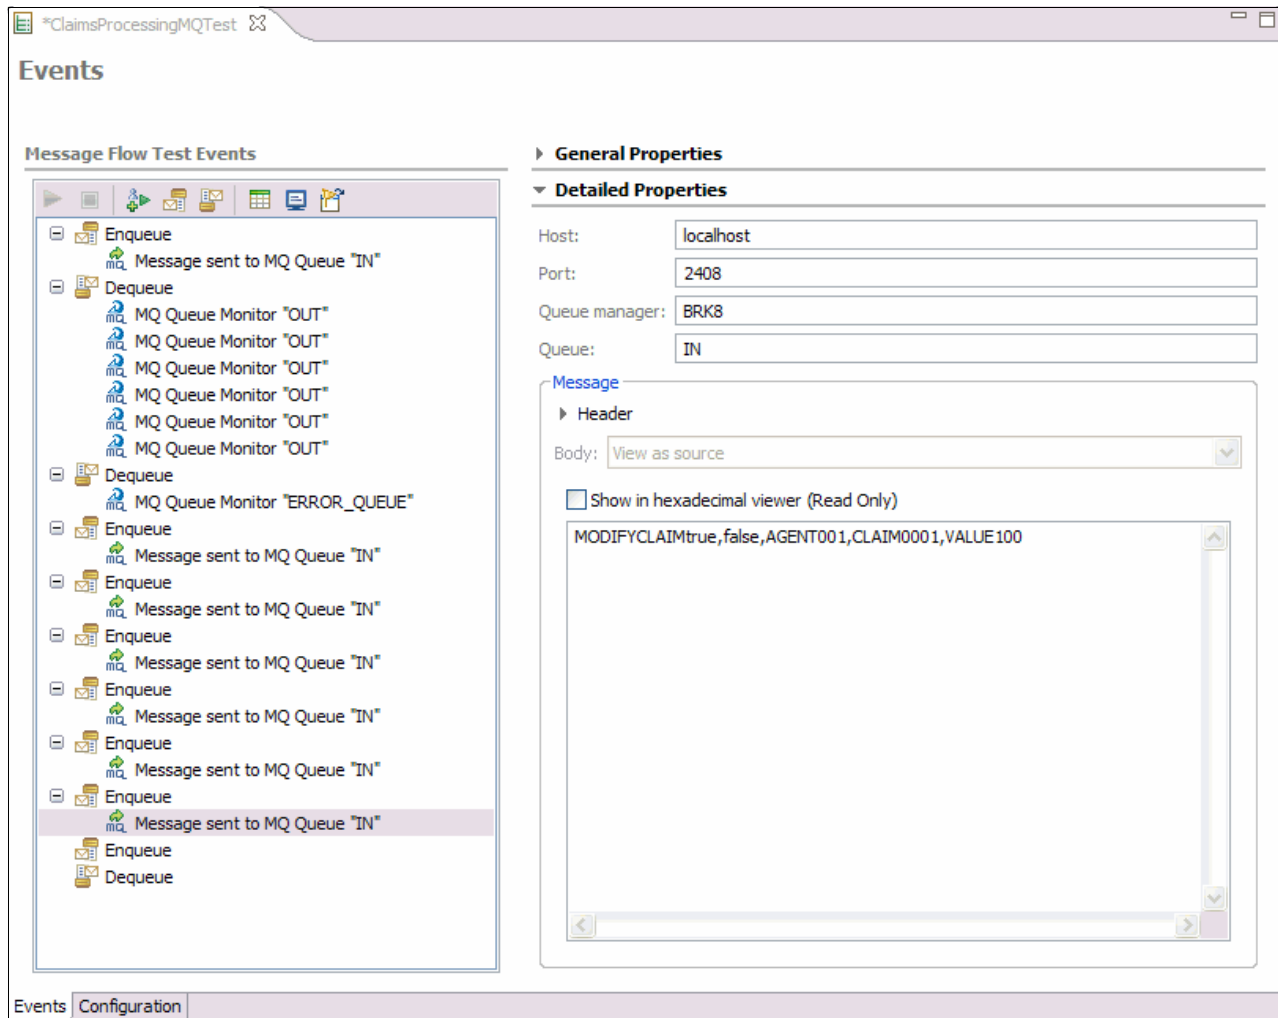 *ClaimsProcessingMQTest
Events
Message Flow Test Events
Enqueue
Message sent to MQ Queue "IN"
Dequeue
MQ Queue Monitor "OUT"
MQ Queue Monitor "OUT"
MQ Queue Monitor "OUT"
MQ Queue Monitor "OUT"
MQ Queue Monitor "OUT"
MQ Queue Monitor "OUT"
Dequeue
MQ Queue Monitor "ERROR_QUEUE"
Enqueue
Message sent to MQ Queue "IN"
Enqueue
Message sent to MQ Queue "IN"
Enqueue
Message sent to MQ Queue "IN"
Enqueue
Message sent to MQ Queue "IN"
Enqueue
Message sent to MQ Queue "IN"
Enqueue
Message sent to MQ Queue "IN"
Enqueue
Dequeue
General Properties
Detailed Properties
Host: localhost
Port: 2408
Queue manager: BRK8
Queue: IN
Message
Header
Body: View as source
Show in hexadecimal viewer (Read Only)
MODIFYCLAIMtrue,false,AGENT001,CLAIM0001,VALUE100
Events Configuration